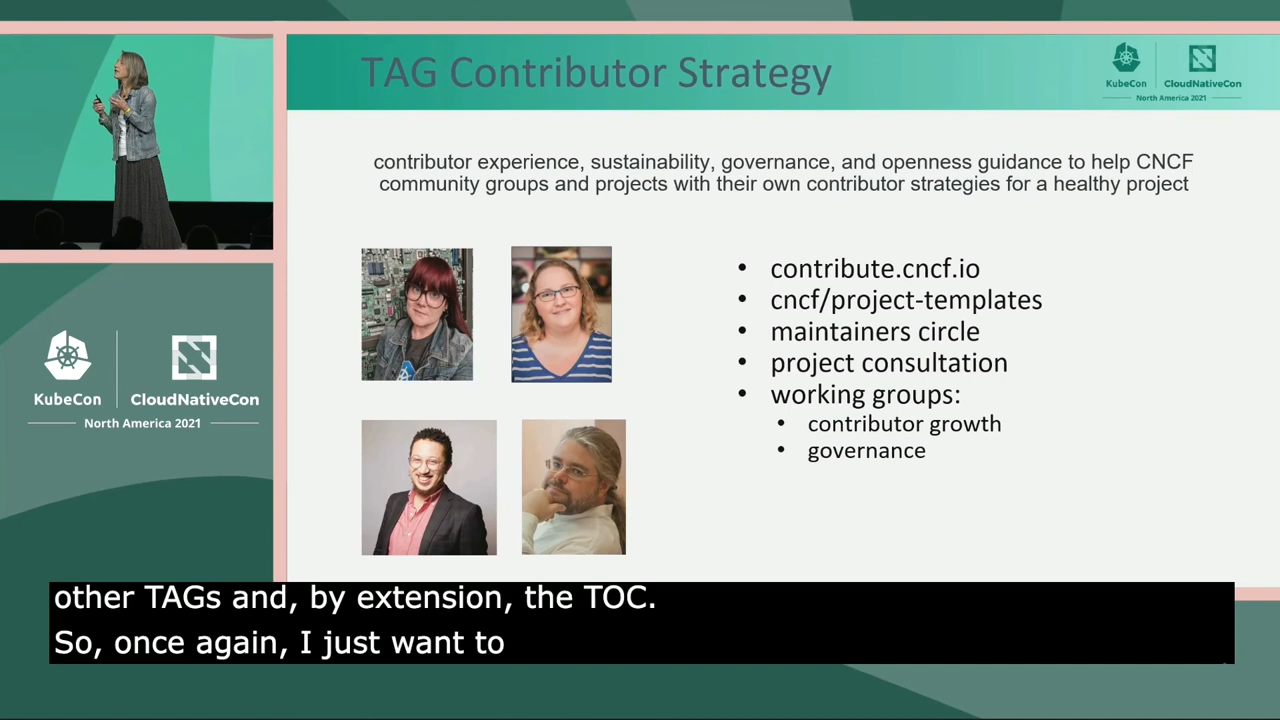 TAG Contributor Strategy
KubeCon
CloudNativeCon
North America 2021
contributor experience, sustainability, governance, and openness guidance to help CNCF
community groups and projects with their own contributor strategies for a healthy project
• contribute.cncf.io
• cncf/project-templates
• maintainers circle
• project consultation
• working groups:
• contributor growth
• governance
KubeCon
CloudNativeCon
North America 2021
other TAGs and, by extension, the TOC.
So, once again, I just want to